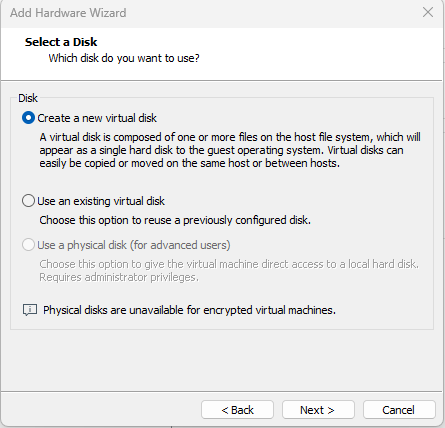 Add Hardware Wizard
Select a Disk
Which disk do you want to use?
Disk
Create a new virtual disk
A virtual disk is composed of one or more files on the host file system, which will
appear as a single hard disk to the guest operating system. Virtual disks can
easily be copied or moved on the same host or between hosts.
Use an existing virtual disk
Choose this option to reuse a previously configured disk.
Use a physical disk (for advanced users)
Choose this option to give the virtual machine direct access to a local hard disk.
Requires administrator privileges.
Physical disks are unavailable for encrypted virtual machines.
< Back
Next >
Cancel